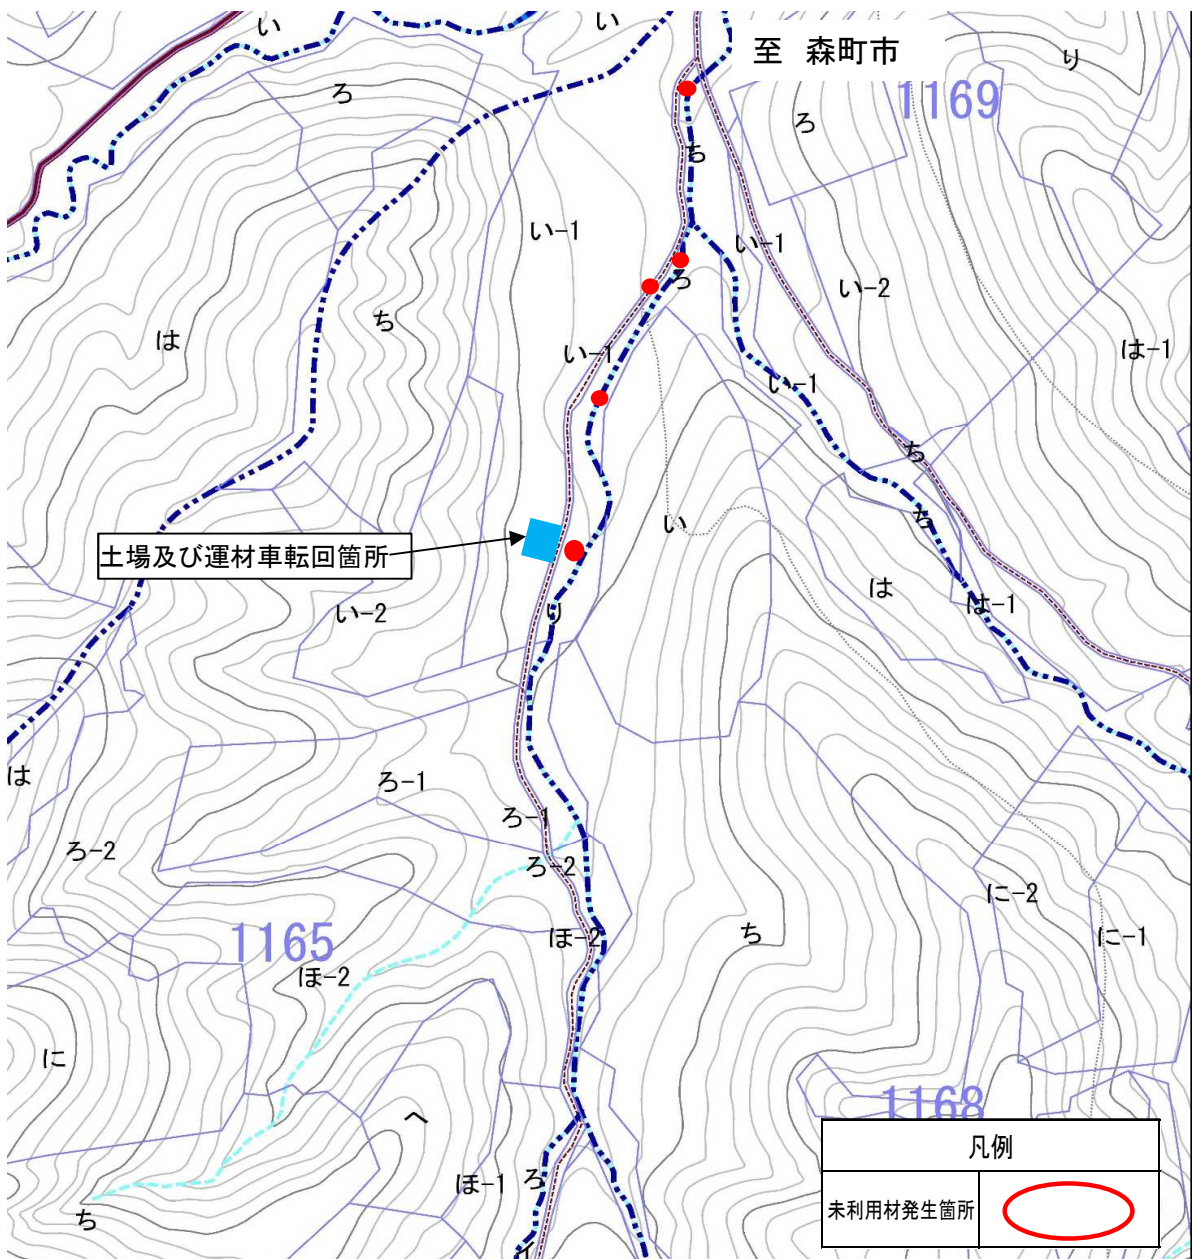 い
い
至 森町市
り
ろ
1169
ろ
ち
い-1
い-1
ろ
い-2
ち
は
い-1
は-1
い-1
ち
ち
い
土場及び運材車転回箇所
は
は-1
い-2
り
は
ろ-1
ろ-1
ろ-2
ろ-2
に-2
1165
ほ-2
ち
に-1
ほ-2
に
へ
1168
凡例
ほ-1
ろ
未利用材発生箇所
ち
イ